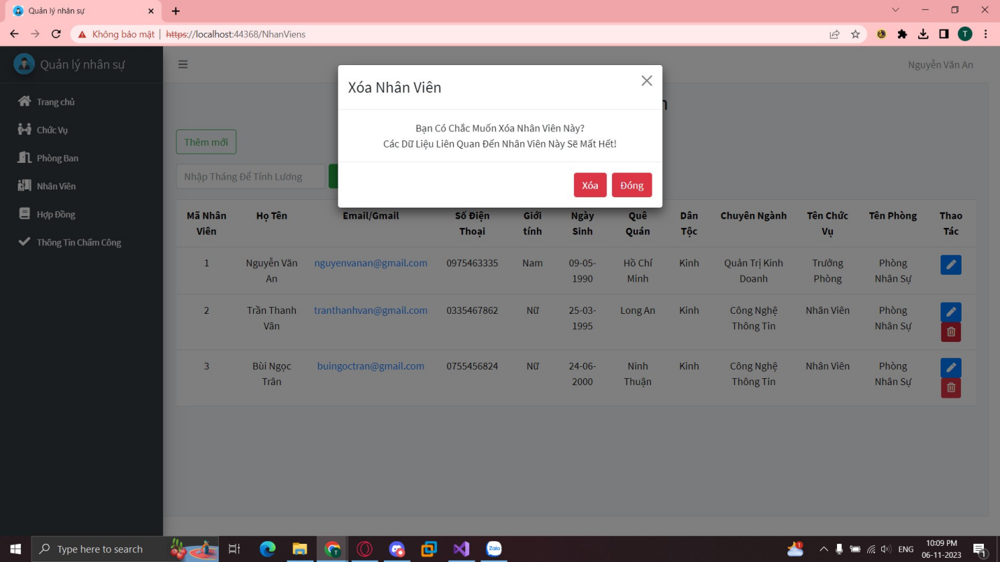 Quản lý nhân sự
Không bảo mật | https://localhost:44368/NhanViens
T
Quản lý nhân sự
Nguyễn Văn An
Trang chủ
Chức Vụ
Phòng Ban
Nhân Viên
Hợp Đồng
Thông Tin Chấm Công
Xóa Nhân Viên
Bạn Có Chắc Muốn Xóa Nhân Viên Này?
Các Dữ Liệu Liên Quan Đến Nhân Viên Này Sẽ Mất Hết!
Xóa Đóng
Thêm mới
Nhập Tháng Để Tính Lương
Mã Nhân Viên Họ Tên Email/Gmail Số Điện Thoại Giới tính Ngày Sinh Quê Quán Dân Tộc Chuyên Ngành Tên Chức Vụ Tên Phòng Thao Tác
1 Nguyễn Văn An nguyenvanan@gmail.com 0975463335 Nam 09-05-1990 Hồ Chí Minh Kinh Quản Trị Kinh Doanh Trưởng Phòng Phòng Nhân Sự
2 Trần Thanh Vân tranthanhvan@gmail.com 0335467862 Nữ 25-03-1995 Long An Kinh Công Nghệ Thông Tin Nhân Viên Phòng Nhân Sự
3 Bùi Ngọc Trân buingoctran@gmail.com 0755456824 Nữ 24-06-2000 Ninh Thuận Kinh Công Nghệ Thông Tin Nhân Viên Phòng Nhân Sự
Type here to search
Zalo
1
ENG
10:09 PM
06-11-2023
1